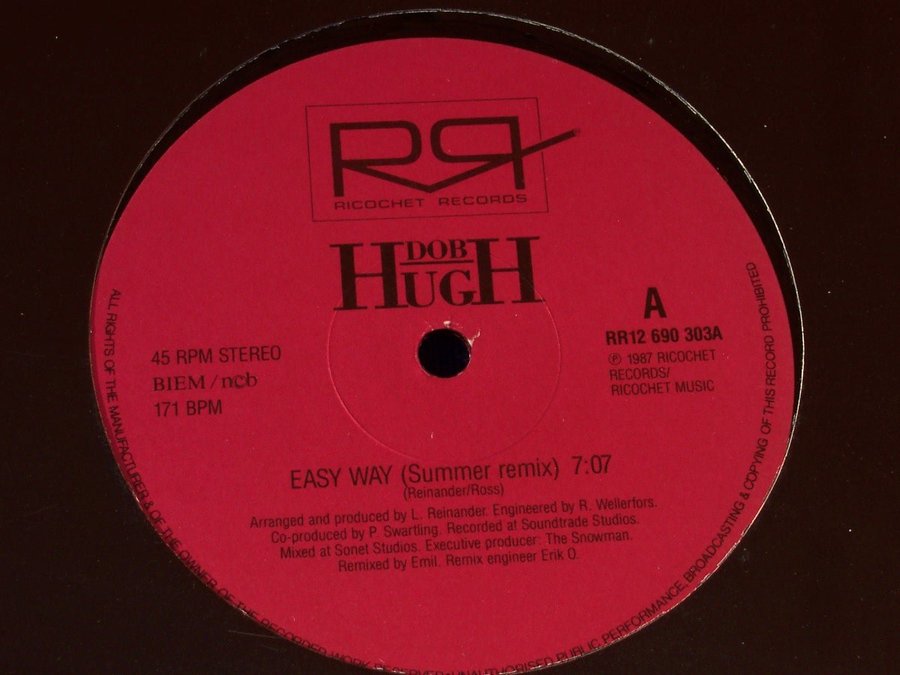 RR
RICOCHET RECORDS
DOB
HUGH
A
RR12 690 303A
℗ 1987 RICOCHET
RECORDS/
RICOCHET MUSIC
45 RPM STEREO
BIEM/ncb
171 BPM
EASY WAY (Summer remix) 7:07
(Reinander/Ross)
Arranged and produced by L. Reinander. Engineered by R. Wellerfors.
Co-produced by P. Swartling. Recorded at Soundtrade Studios.
Mixed at Sonet Studios. Executive producer: The Snowman.
Remixed by Emil. Remix engineer Erik O.
ALL RIGHTS OF THE MANUFACTURER & OF THE OWNER OF THE RECORDED WORK RESERVED. UNAUTHORISED PUBLIC PERFORMANCE, BROADCASTING & COPYING OF THIS RECORD PROHIBITED